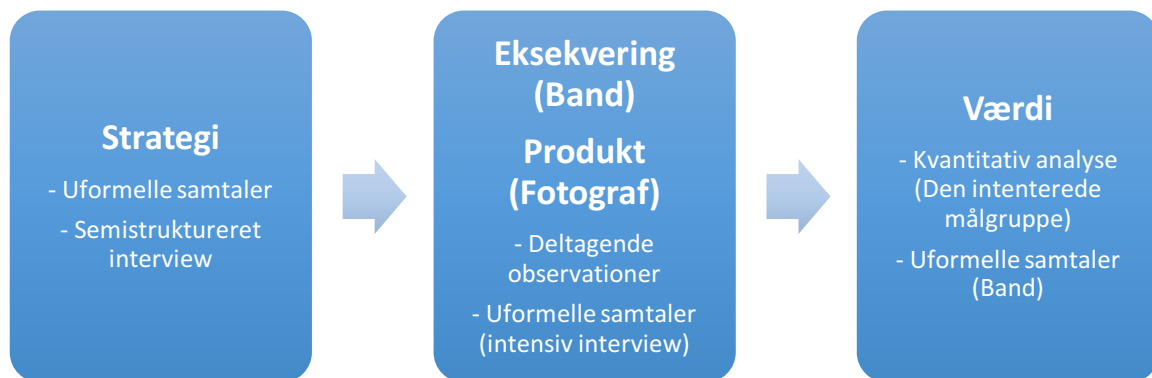 Strategi
- Uformelle samtaler
- Semistruktureret
interview
Eksekvering
(Band)
Produkt
(Fotograf)
- Deltagende
observationer
- Uformelle samtaler
(intensiv interview)
Værdi
- Kvantitativ analyse
(Den intenterede
målgruppe)
- Uformelle samtaler
(Band)